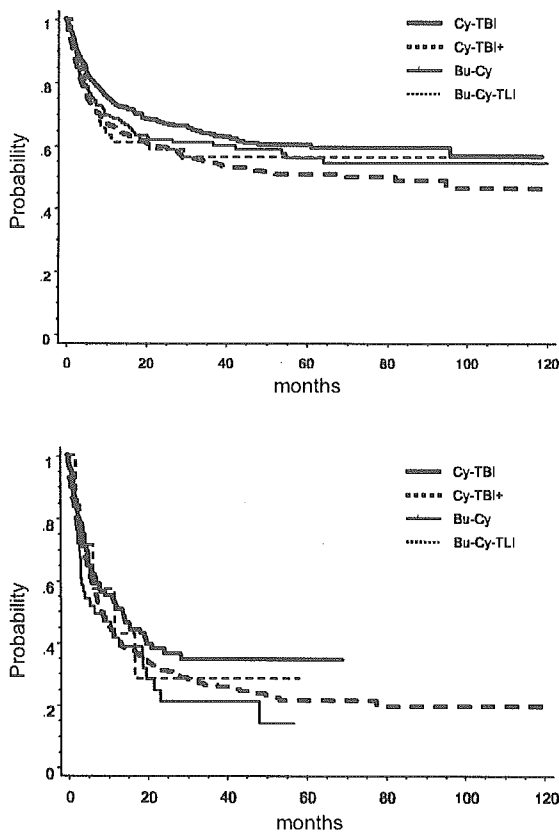 1
.8
.6
.4
.2
0
Probability
Cy-TBI
Cy-TBI+
Bu-Cy
Bu-Cy-TLI
0 20 40 60 80 100 120
months
1
.8
.6
.4
.2
0
Probability
Cy-TBI
Cy-TBI+
Bu-Cy
Bu-Cy-TLI
0 20 40 60 80 100 120
months